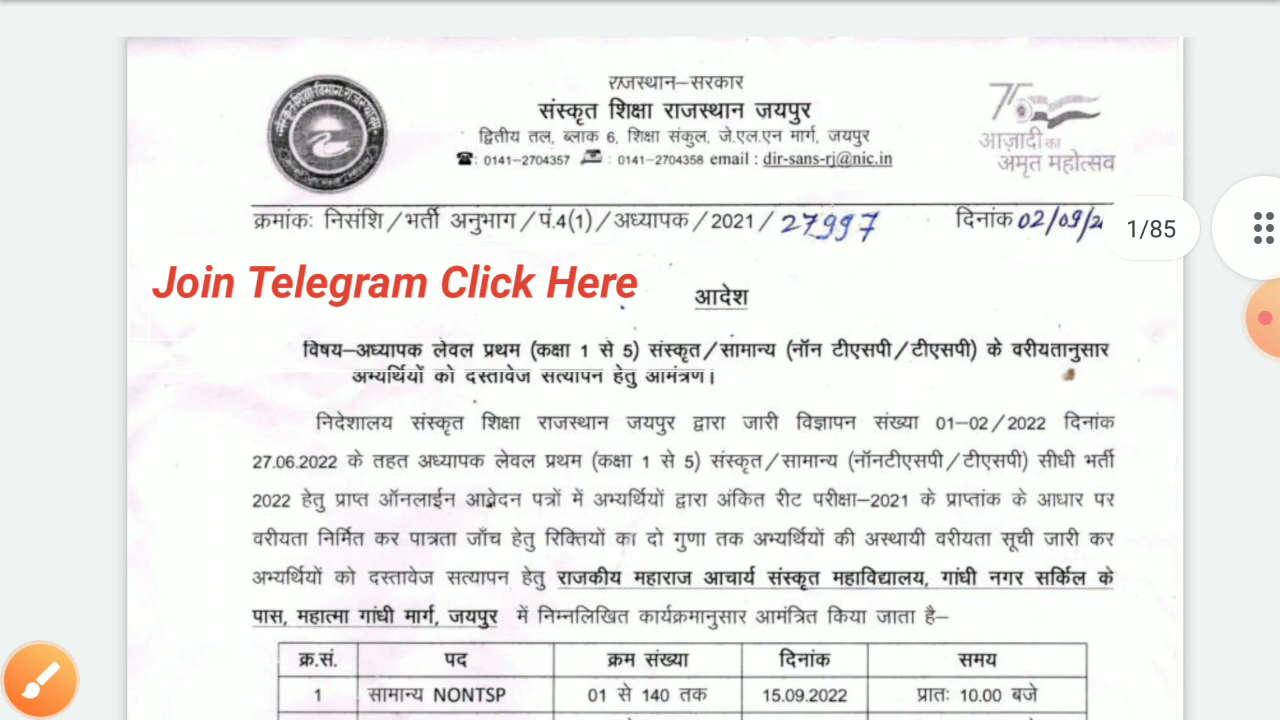 राजस्थान–सरकार
संस्कृत शिक्षा राजस्थान जयपुर
द्वितीय तल, ब्लाक 6, शिक्षा संकुल, जे.एल.एन मार्ग, जयपुर
☎: 0141–2704357 📠 : 0141–2704358 email : dir-sans-rj@nic.in
75
आज़ादी का
अमृत महोत्सव
क्रमांकः निसंशि/भर्ती अनुभाग/पं.4(1)/अध्यापक/2021/27997 दिनांक 02/09/2
1/85
Join Telegram Click Here
आदेश
विषय–अध्यापक लेवल प्रथम (कक्षा 1 से 5) संस्कृत/सामान्य (नॉन टीएसपी/टीएसपी) के वरीयतानुसार
अभ्यर्थियों को दस्तावेज सत्यापन हेतु आमंत्रण।
निदेशालय संस्कृत शिक्षा राजस्थान जयपुर द्वारा जारी विज्ञापन संख्या 01–02/2022 दिनांक
27.06.2022 के तहत अध्यापक लेवल प्रथम (कक्षा 1 से 5) संस्कृत/सामान्य (नॉनटीएसपी/टीएसपी) सीधी भर्ती
2022 हेतु प्राप्त ऑनलाईन आवेदन पत्रों में अभ्यर्थियों द्वारा अंकित रीट परीक्षा–2021 के प्राप्तांक के आधार पर
वरीयता निर्मित कर पात्रता जाँच हेतु रिक्तियों का दो गुणा तक अभ्यर्थियों की अस्थायी वरीयता सूची जारी कर
अभ्यर्थियों को दस्तावेज सत्यापन हेतु राजकीय महाराज आचार्य संस्कृत महाविद्यालय, गांधी नगर सर्किल के
पास, महात्मा गांधी मार्ग, जयपुर में निम्नलिखित कार्यक्रमानुसार आमंत्रित किया जाता है–
क्र.सं. पद क्रम संख्या दिनांक समय
1 सामान्य NONTSP 01 से 140 तक 15.09.2022 प्रातः 10.00 बजे